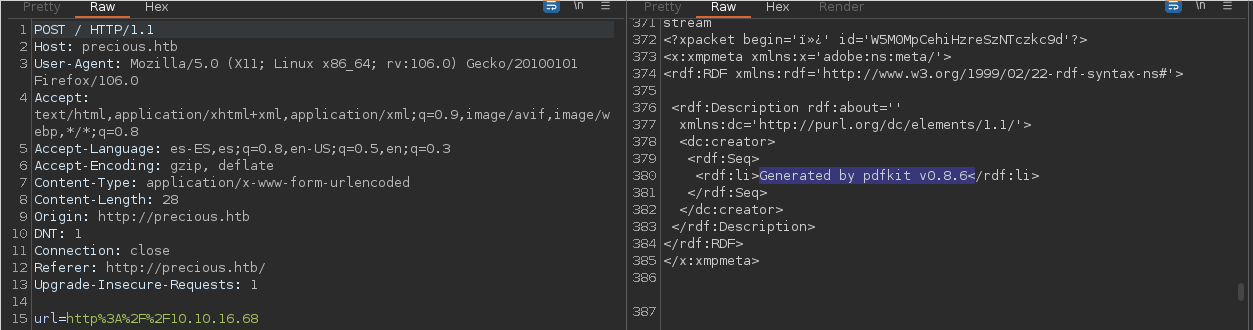 Pretty Raw Hex \n
1 POST / HTTP/1.1
2 Host: precious.htb
3 User-Agent: Mozilla/5.0 (X11; Linux x86_64; rv:106.0) Gecko/20100101
Firefox/106.0
4 Accept:
text/html,application/xhtml+xml,application/xml;q=0.9,image/avif,image/w
ebp,*/*;q=0.8
5 Accept-Language: es-ES,es;q=0.8,en-US;q=0.5,en;q=0.3
6 Accept-Encoding: gzip, deflate
7 Content-Type: application/x-www-form-urlencoded
8 Content-Length: 28
9 Origin: http://precious.htb
10 DNT: 1
11 Connection: close
12 Referer: http://precious.htb/
13 Upgrade-Insecure-Requests: 1
14
15 url=http%3A%2F%2F10.10.16.68
Pretty Raw Hex Render \n
371 stream
372 <?xpacket begin='ï»¿' id='W5M0MpCehiHzreSzNTczkc9d'?>
373 <x:xmpmeta xmlns:x='adobe:ns:meta/'>
374 <rdf:RDF xmlns:rdf='http://www.w3.org/1999/02/22-rdf-syntax-ns#'>
375
376 <rdf:Description rdf:about=''
377 xmlns:dc='http://purl.org/dc/elements/1.1/'>
378 <dc:creator>
379 <rdf:Seq>
380 <rdf:li>Generated by pdfkit v0.8.6</rdf:li>
381 </rdf:Seq>
382 </dc:creator>
383 </rdf:Description>
384 </rdf:RDF>
385 </x:xmpmeta>
386
387